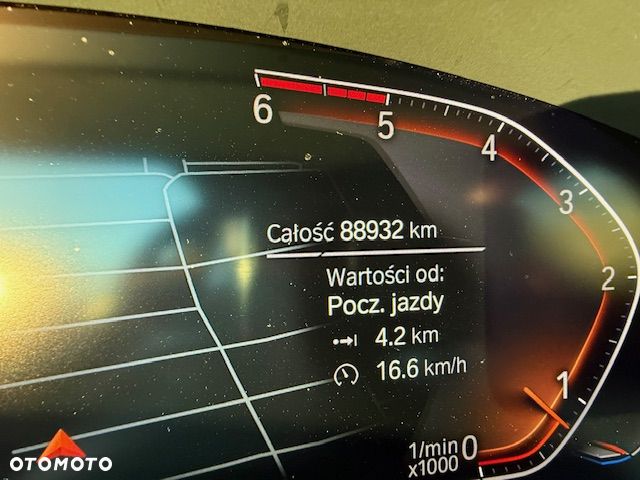 6
5
4
3
2
1
0
Całość 88932 km
Wartości od:
Pocz. jazdy
4.2 km
16.6 km/h
1/min
x1000
OTOMOTO